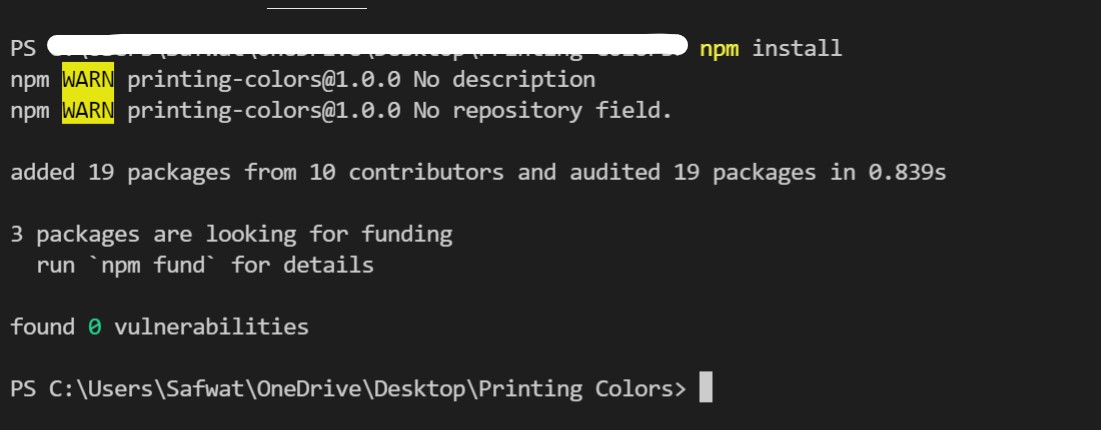 PS npm install
npm WARN printing-colors@1.0.0 No description
npm WARN printing-colors@1.0.0 No repository field.
added 19 packages from 10 contributors and audited 19 packages in 0.839s
3 packages are looking for funding
run `npm fund` for details
found 0 vulnerabilities
PS C:\Users\Safwat\OneDrive\Desktop\Printing Colors>